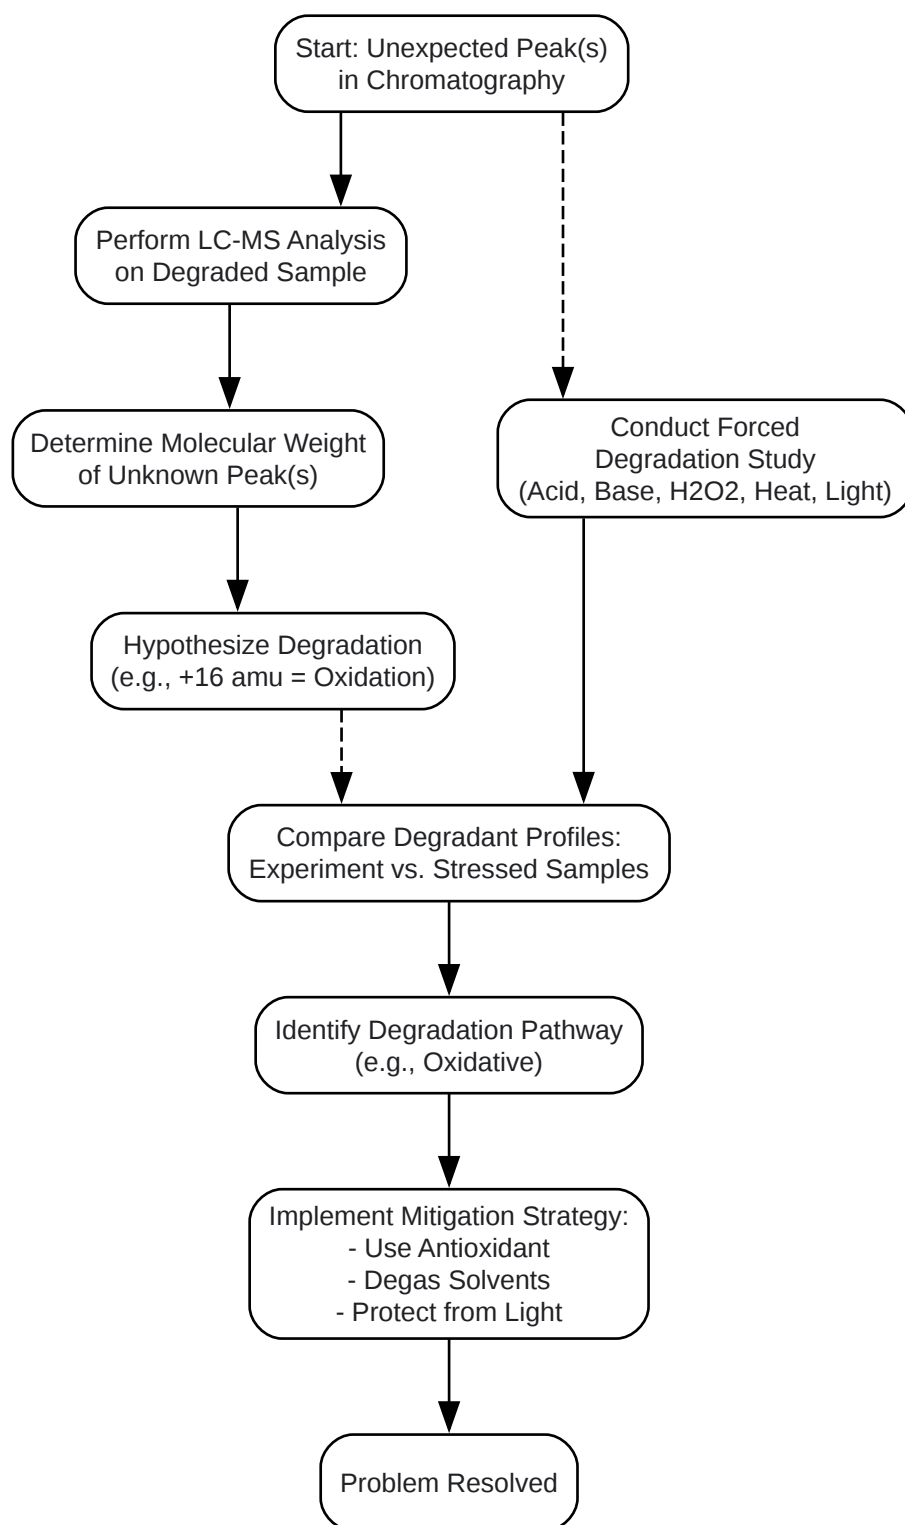 Start: Unexpected Peak(s)
in Chromatography
Perform LC-MS Analysis
on Degraded Sample
Determine Molecular Weight
of Unknown Peak(s)
Conduct Forced
Degradation Study
(Acid, Base, H2O2, Heat, Light)
Hypothesize Degradation
(e.g., +16 amu = Oxidation)
Compare Degradant Profiles:
Experiment vs. Stressed Samples
Identify Degradation Pathway
(e.g., Oxidative)
Implement Mitigation Strategy:
- Use Antioxidant
- Degas Solvents
- Protect from Light
Problem Resolved